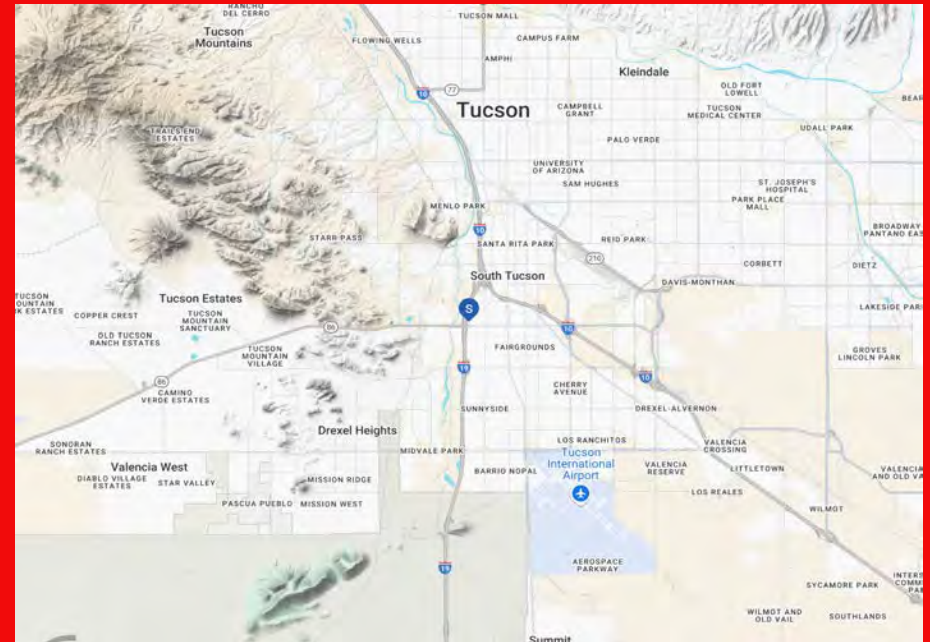 RANCHO
DEL CERRO
TUCSON MALL
Tucson
Mountains
FLOWING WELLS
CAMPUS FARM
AMPHI
Kleindale
77
10
OLD FORT
LOWELL
BEAR
Tucson
CAMPBELL
GRANT
TUCSON
MEDICAL CENTER
TRAILS END
ESTATES
UDALL PARK
PALO VERDE
UNIVERSITY
OF ARIZONA
SAM HUGHES
ST. JOSEPH'S
HOSPITAL
PARK PLACE
MALL
MENLO PARK
STARR PASS
10
SANTA RITA PARK
REID PARK
BROADWAY
PANTANO EAS
210
CORBETT
DIETZ
South Tucson
DAVIS-MONTHAN
TUCSON
OUNTAIN
K ESTATES
Tucson Estates
COPPER CREST
TUCSON
MOUNTAIN
SANCTUARY
S
LAKESIDE PARK
86
10
OLD TUCSON
RANCH ESTATES
TUCSON
MOUNTAIN
VILLAGE
FAIRGROUNDS
GROVES
LINCOLN PARK
19
10
86
CAMINO
VERDE ESTATES
CHERRY
AVENUE
SUNNYSIDE
DREXEL-ALVERNON
Drexel Heights
SONORAN
RANCH ESTATES
MIDVALE PARK
LOS RANCHITOS
VALENCIA
CROSSING
Tucson
International
Airport
Valencia West
BARRIO NOPAL
VALENCIA
RESERVE
LITTLETOWN
VALENCIA
AND OLD VA
DIABLO VILLAGE
ESTATES
STAR VALLEY
MISSION RIDGE
LOS REALES
PASCUA PUEBLO
MISSION WEST
WILMOT
19
AEROSPACE
PARKWAY
SYCAMORE PARK
INTERS
COMM
PA
WILMOT AND
OLD VAIL
SOUTHLANDS
Summit